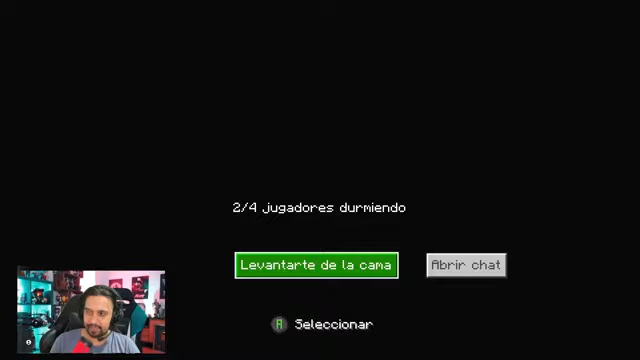 2/4 jugadores durmiendo
Levantarte de la cama
Abrir chat
A Seleccionar